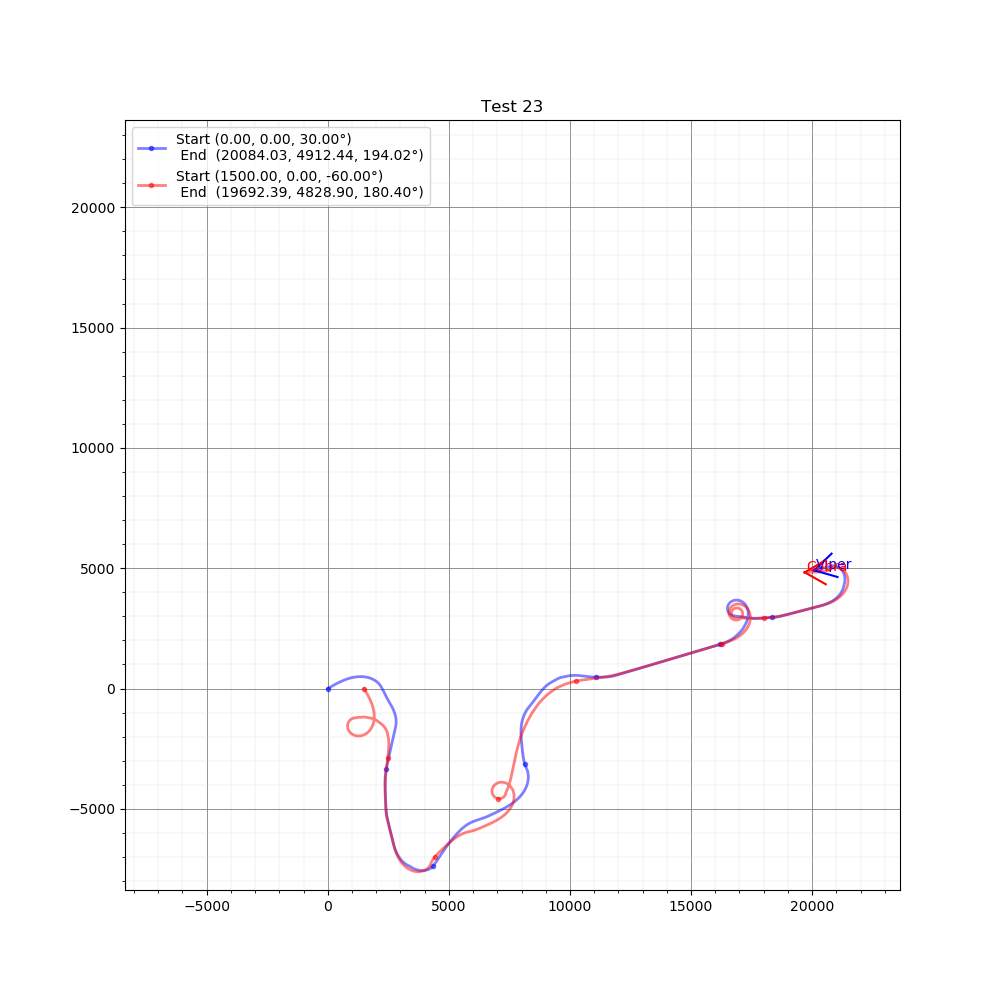 Test 23
Start (0.00, 0.00, 30.00°)
End (20084.03, 4912.44, 194.02°)
Start (1500.00, 0.00, -60.00°)
End (19692.39, 4828.90, 180.40°)
20000
15000
10000
5000
0
−5000
Viper
−5000 0 5000 10000 15000 20000